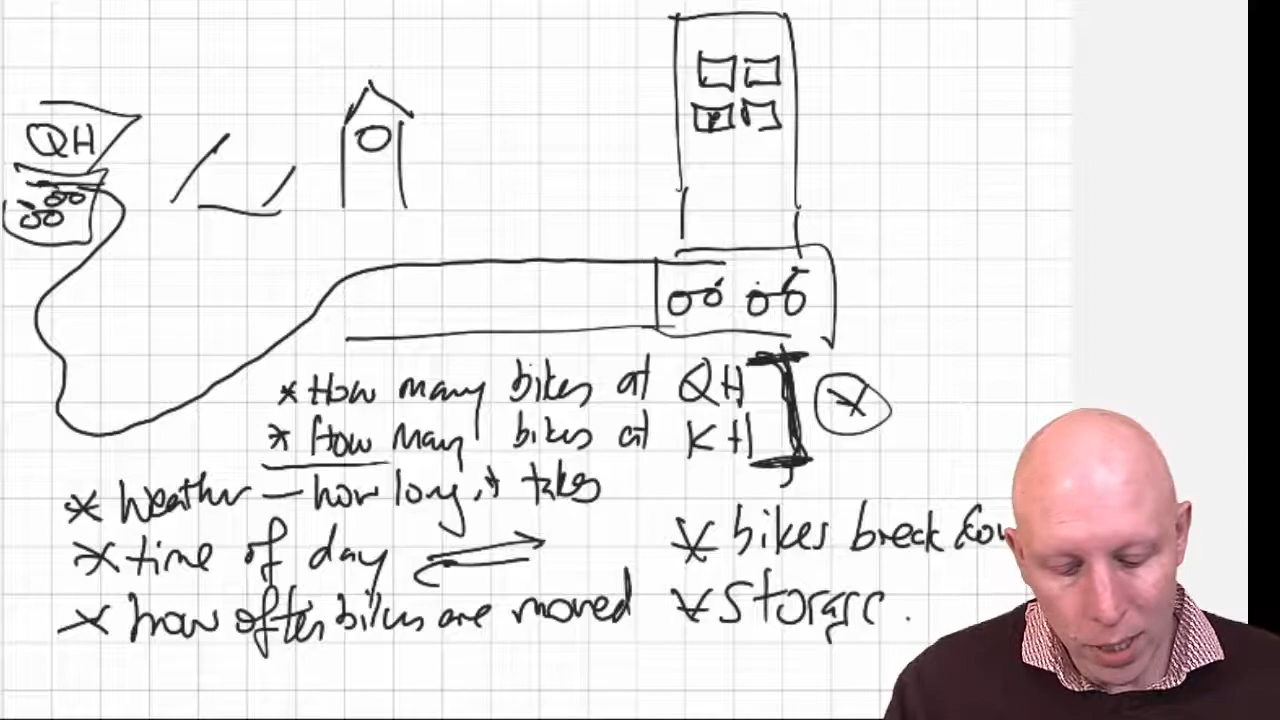 QH
* How many bikes at QH
* How many bikes at KH
* Weather — how long it takes
* time of day
* how often bikes are moved
* bikes break dow
* Storage.